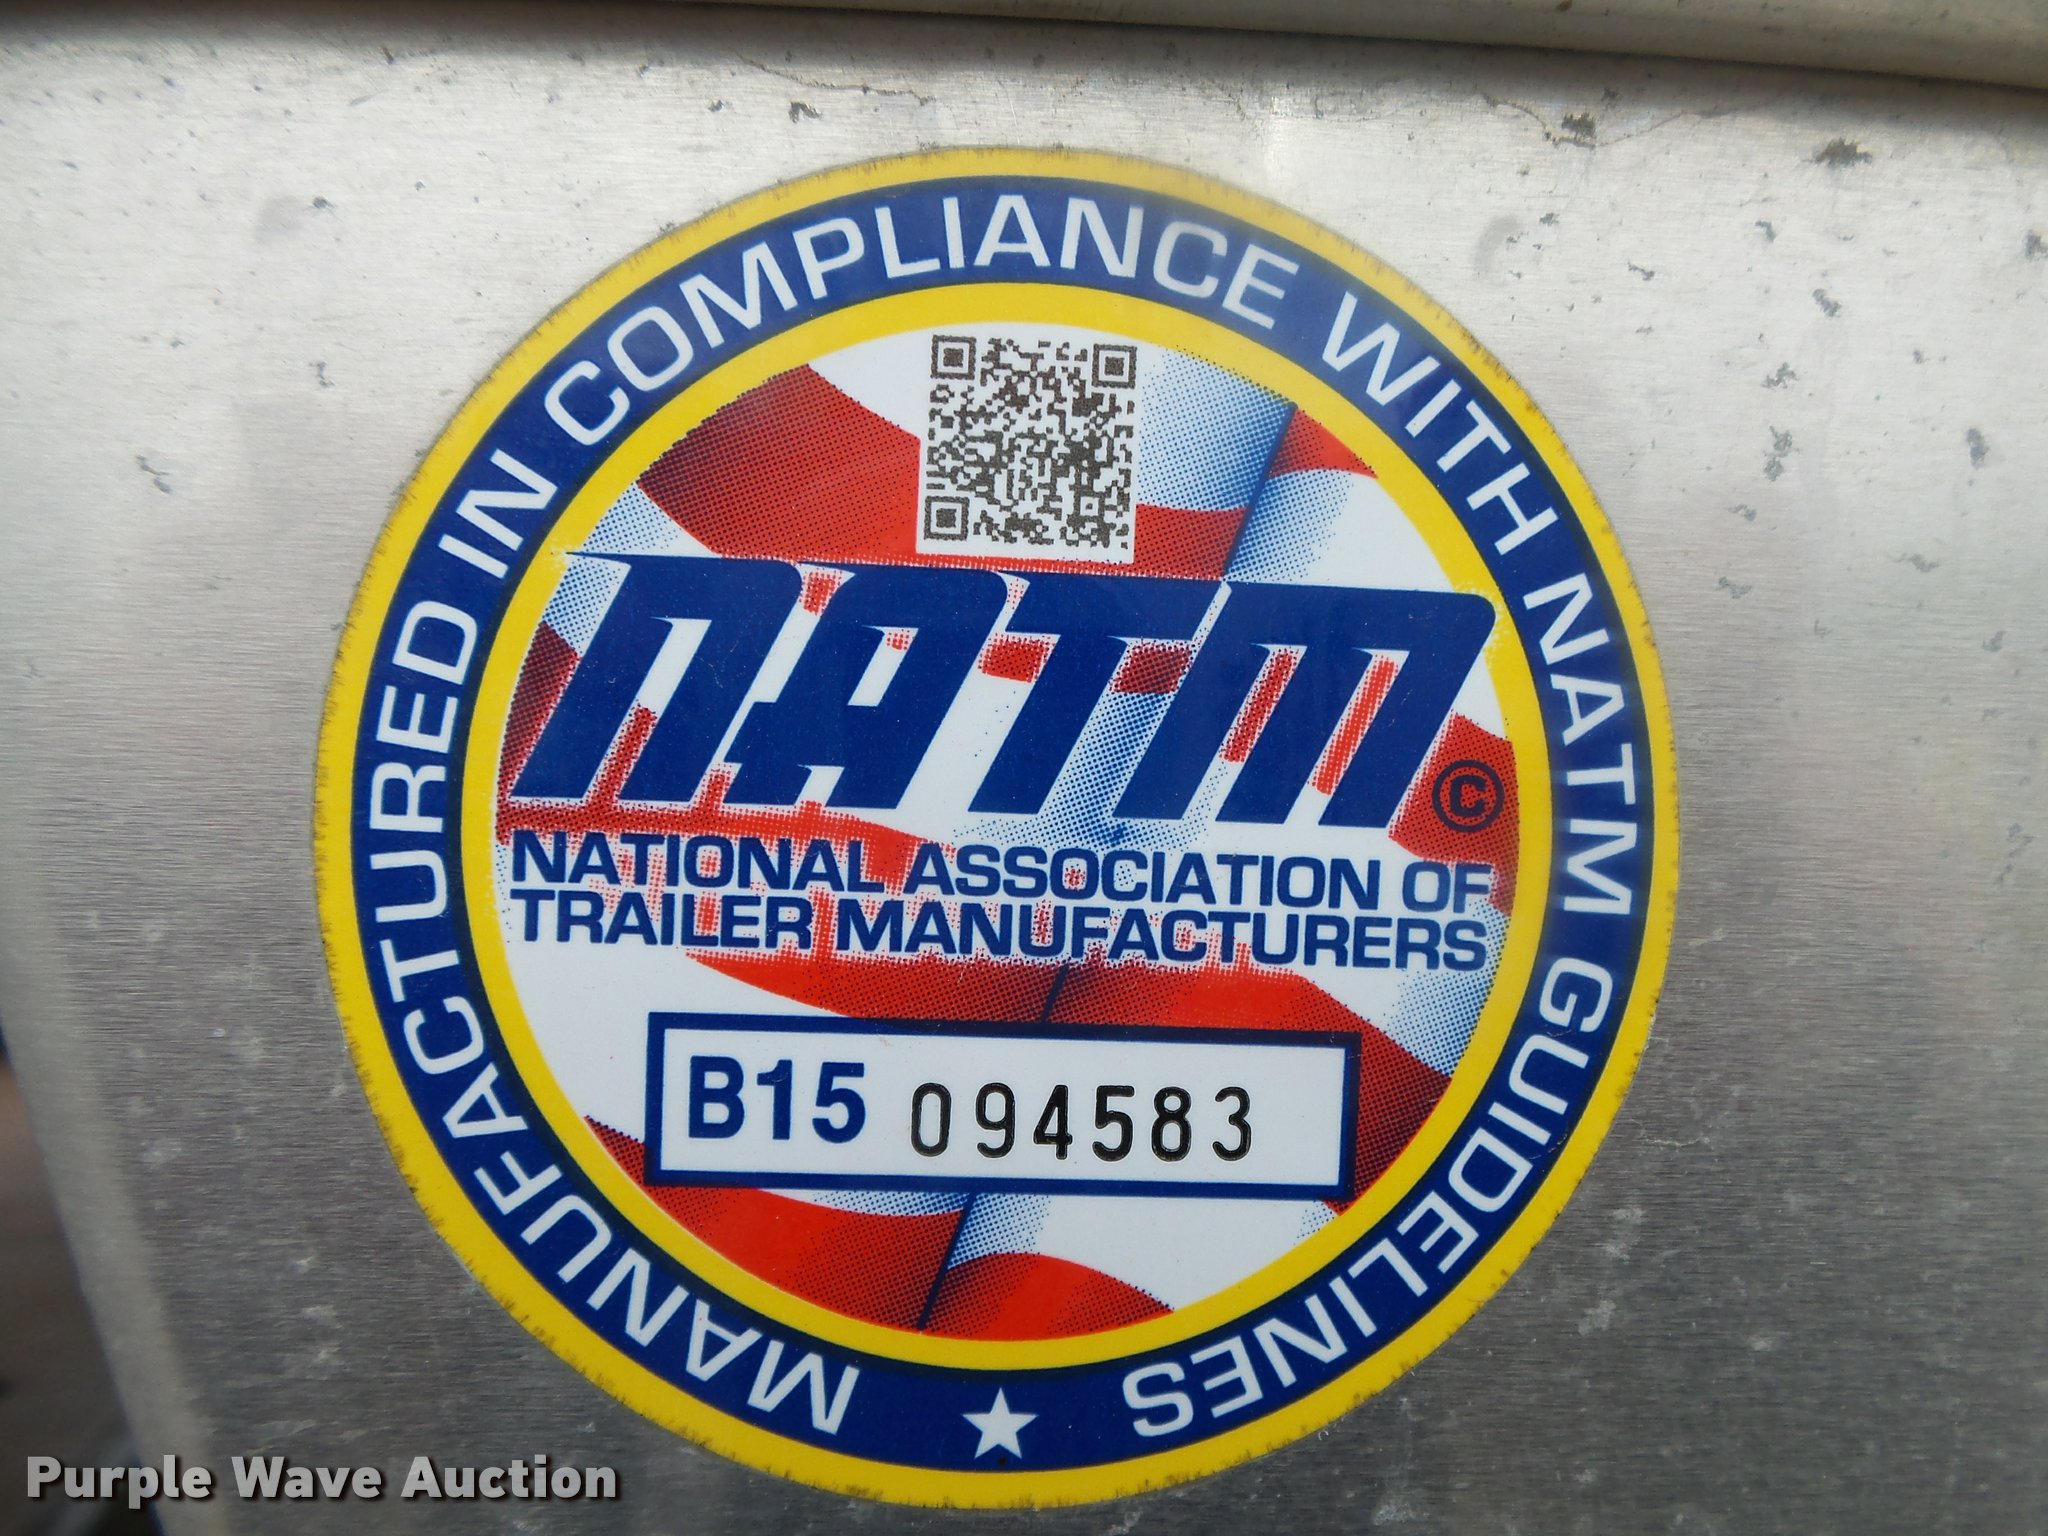 MANUFACTURED IN COMPLIANCE WITH NATM GUIDELINES
NATM ©
NATIONAL ASSOCIATION OF
TRAILER MANUFACTURERS
B15 094583
Purple Wave Auction